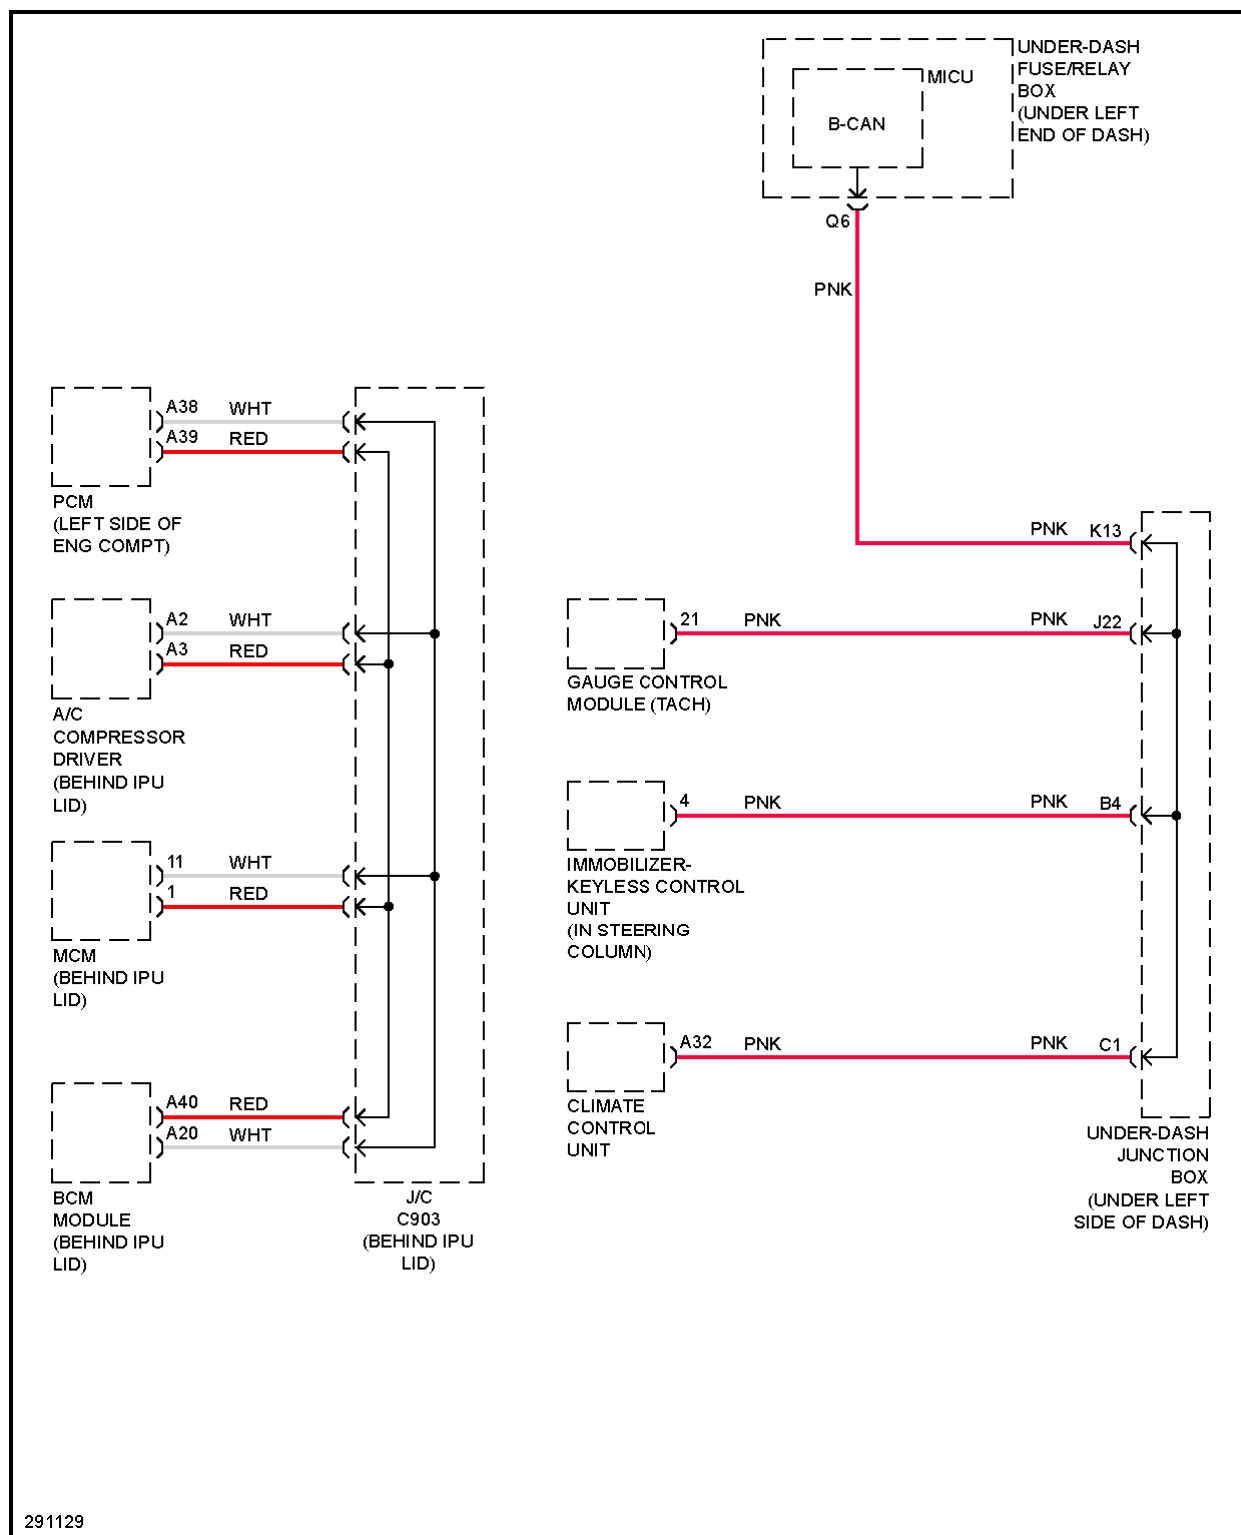 UNDER-DASH
FUSE/RELAY
BOX
(UNDER LEFT
END OF DASH)
MICU
B-CAN
Q6
PNK
A38 WHT
A39 RED
PCM
(LEFT SIDE OF
ENG COMPT)
A2 WHT
A3 RED
A/C
COMPRESSOR
DRIVER
(BEHIND IPU
LID)
11 WHT
1 RED
MCM
(BEHIND IPU
LID)
A40 RED
A20 WHT
BCM
MODULE
(BEHIND IPU
LID)
J/C
C903
(BEHIND IPU
LID)
PNK K13
21 PNK PNK J22
GAUGE CONTROL
MODULE (TACH)
4 PNK PNK B4
IMMOBILIZER-
KEYLESS CONTROL
UNIT
(IN STEERING
COLUMN)
A32 PNK PNK C1
CLIMATE
CONTROL
UNIT
UNDER-DASH
JUNCTION
BOX
(UNDER LEFT
SIDE OF DASH)
291129